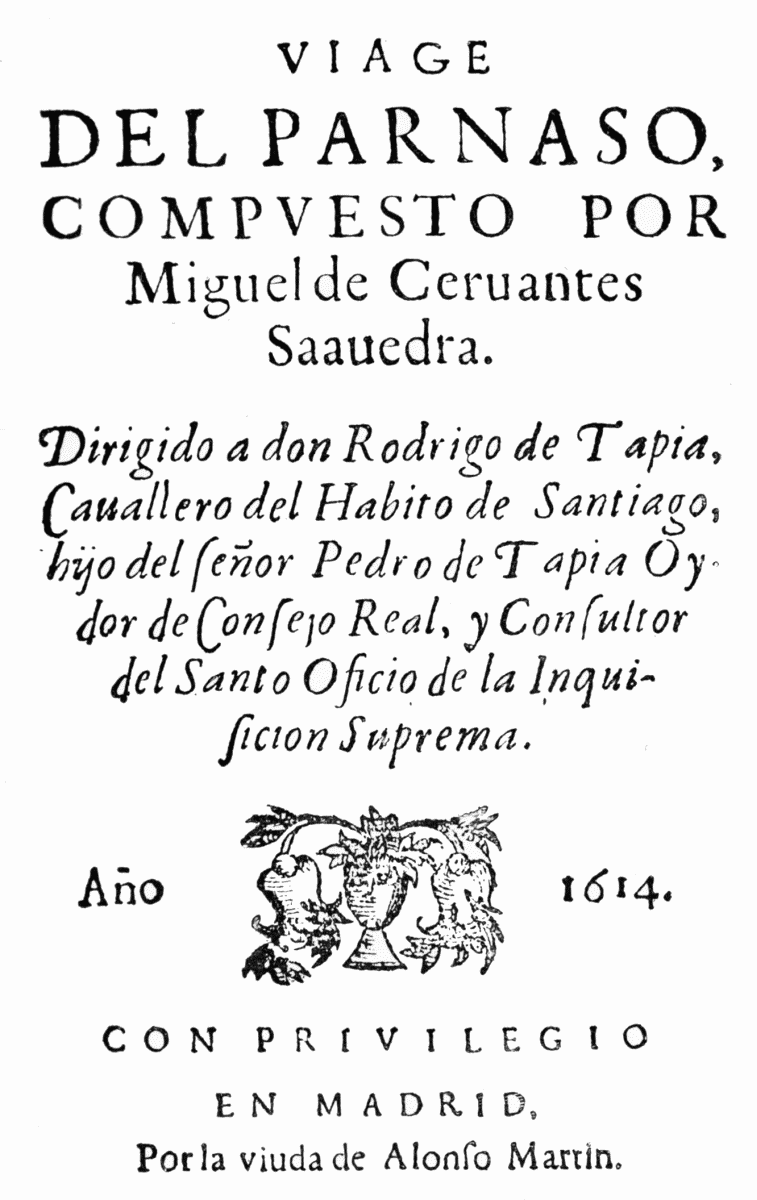 VIAGE
DEL PARNASO,
COMPVESTO POR
Miguel de Ceruantes
Saauedra.
Dirigido a don Rodrigo de Tapia,
Cauallero del Habito de Santiago,
hijo del ſeñor Pedro de Tapia Oy-
dor de Conſejo Real, y Conſultor
del Santo Oficio de la Inqui-
ſicion Suprema.
Año 1614.
CON PRIVILEGIO
EN MADRID,
Por la viuda de Alonſo Martin.